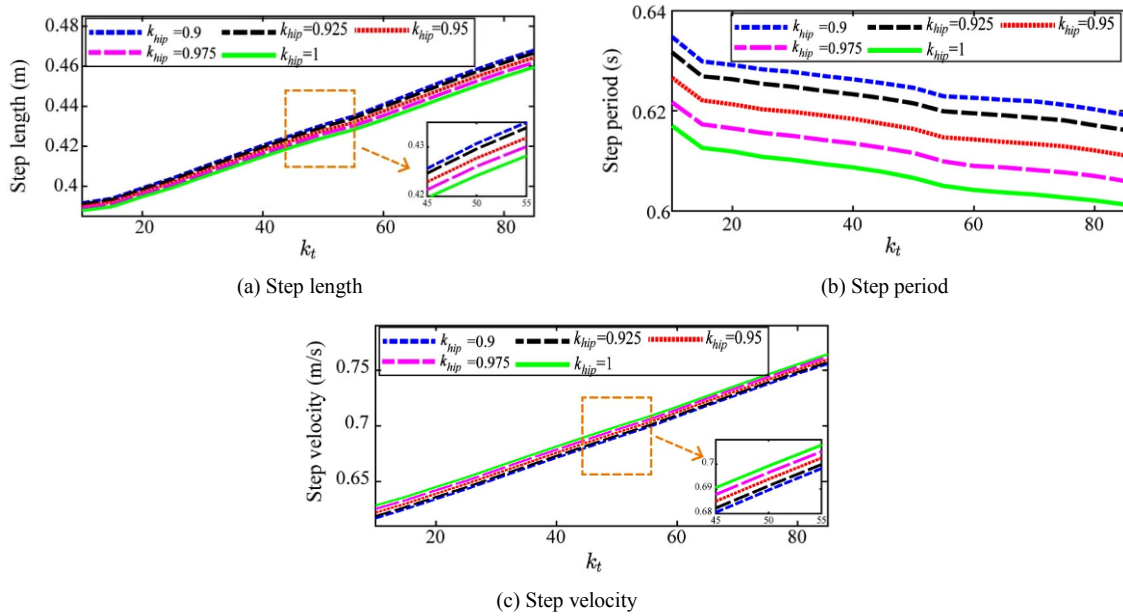 0.48
0.46
0.44
0.42
0.4
Step length (m)
k_hip=0.9
k_hip=0.925
k_hip=0.95
k_hip=0.975
k_hip=1
0.43
0.42
45
50
55
20
40
60
80
k_t
(a) Step length
0.64
0.62
0.6
Step period (s)
k_hip=0.9
k_hip=0.925
k_hip=0.95
k_hip=0.975
k_hip=1
20
40
60
80
k_t
(b) Step period
0.75
0.7
0.65
Step velocity (m/s)
k_hip=0.9
k_hip=0.925
k_hip=0.95
k_hip=0.975
k_hip=1
0.7
0.69
0.68
45
50
55
20
40
60
80
k_t
(c) Step velocity